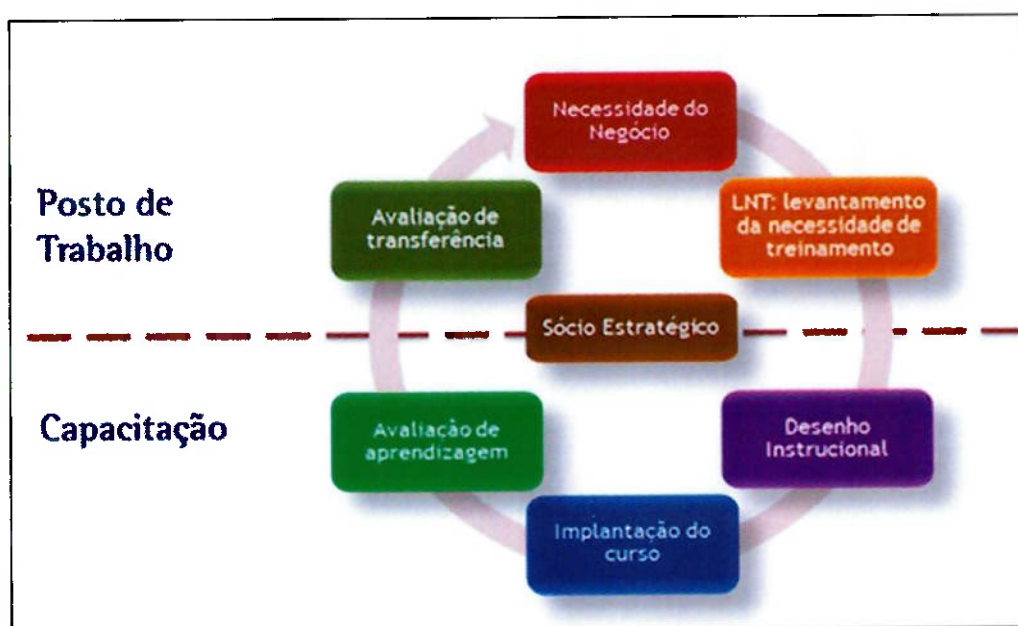 Necessidade do
Negócio
LNT: levantamento
da necessidade de
treinamento
Posto de
Trabalho
Avaliação de
transferência
Sócio Estratégico
Capacitação
Avaliação de
aprendizagem
Desenho
Instrucional
Implantação do
curso